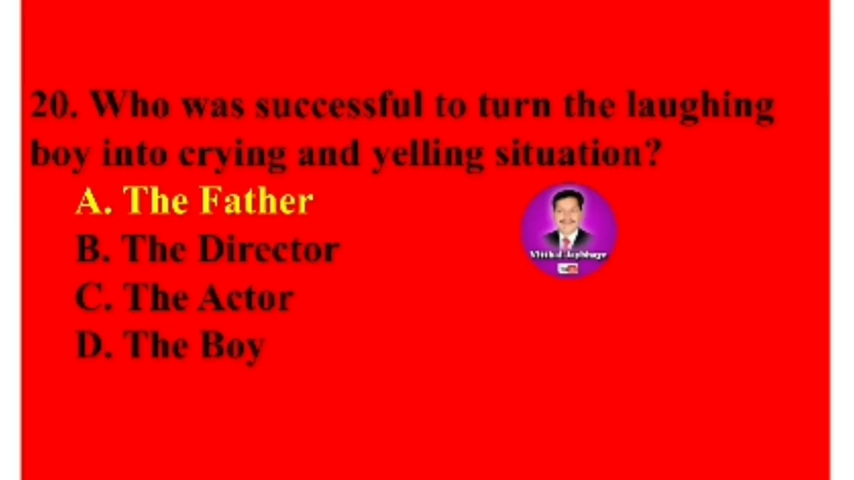 20. Who was successful to turn the laughing
boy into crying and yelling situation?
A. The Father
B. The Director
C. The Actor
D. The Boy